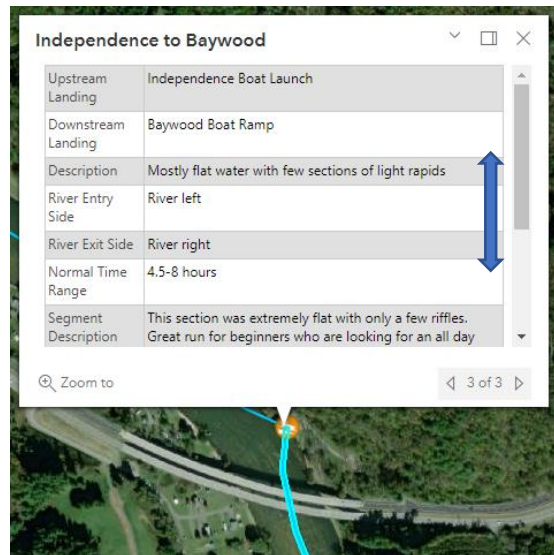 Independence to Baywood
Upstream Landing
Independence Boat Launch
Downstream Landing
Baywood Boat Ramp
Description
Mostly flat water with few sections of light rapids
River Entry Side
River left
River Exit Side
River right
Normal Time Range
4.5-8 hours
Segment Description
This section was extremely flat with only a few riffles.
Great run for beginners who are looking for an all day
Zoom to
3 of 3